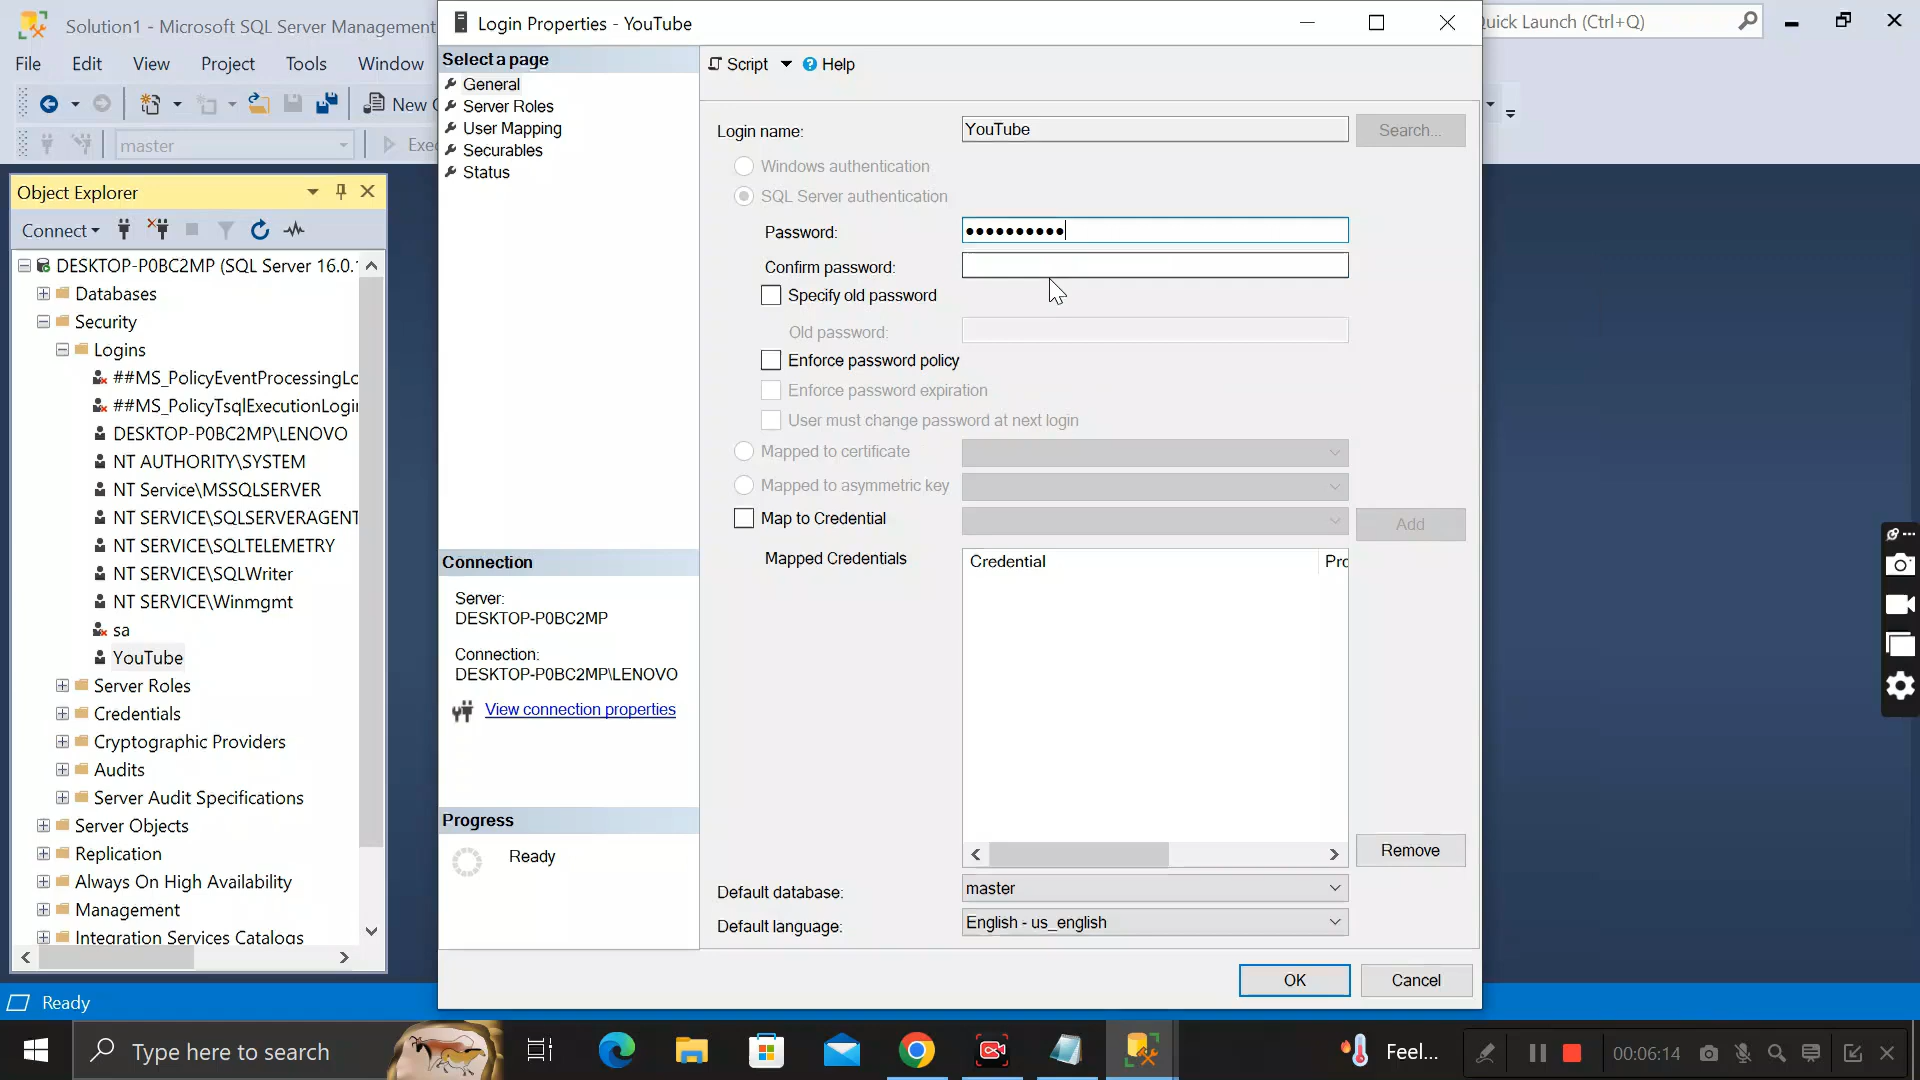 Solution1 - Microsoft SQL Server Management
Quick Launch (Ctrl+Q)
File Edit View Project Tools Window
New
master
Object Explorer
Connect
DESKTOP-P0BC2MP (SQL Server 16.0.
Databases
Security
Logins
##MS_PolicyEventProcessingLo
##MS_PolicyTsqlExecutionLogi
DESKTOP-P0BC2MP\LENOVO
NT AUTHORITY\SYSTEM
NT Service\MSSQLSERVER
NT SERVICE\SQLSERVERAGENT
NT SERVICE\SQLTELEMETRY
NT SERVICE\SQLWriter
NT SERVICE\Winmgmt
sa
YouTube
Server Roles
Credentials
Cryptographic Providers
Audits
Server Audit Specifications
Server Objects
Replication
Always On High Availability
Management
Integration Services Catalogs
Ready
Login Properties - YouTube
Select a page
General
Server Roles
User Mapping
Securables
Status
Connection
Server:
DESKTOP-P0BC2MP
Connection:
DESKTOP-P0BC2MP\LENOVO
View connection properties
Progress
Ready
Script Help
Login name: YouTube Search...
Windows authentication
SQL Server authentication
Password: ●●●●●●●●●●
Confirm password:
Specify old password
Old password:
Enforce password policy
Enforce password expiration
User must change password at next login
Mapped to certificate
Mapped to asymmetric key
Map to Credential Add
Mapped Credentials Credential Pro
Remove
Default database: master
Default language: English - us_english
OK Cancel
Type here to search
Feel...
00:06:14